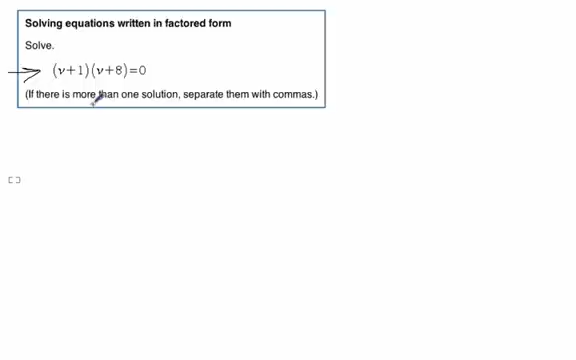 Solving equations written in factored form
Solve.
(v+1)(v+8)=0
(If there is more than one solution, separate them with commas.)